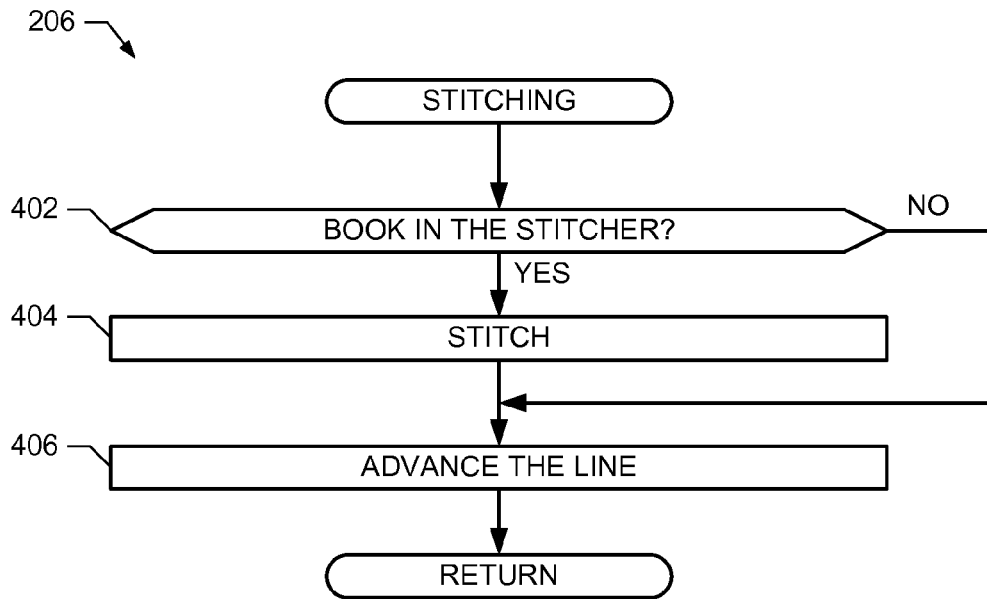 206
STITCHING
402
BOOK IN THE STITCHER?
NO
YES
404
STITCH
406
ADVANCE THE LINE
RETURN